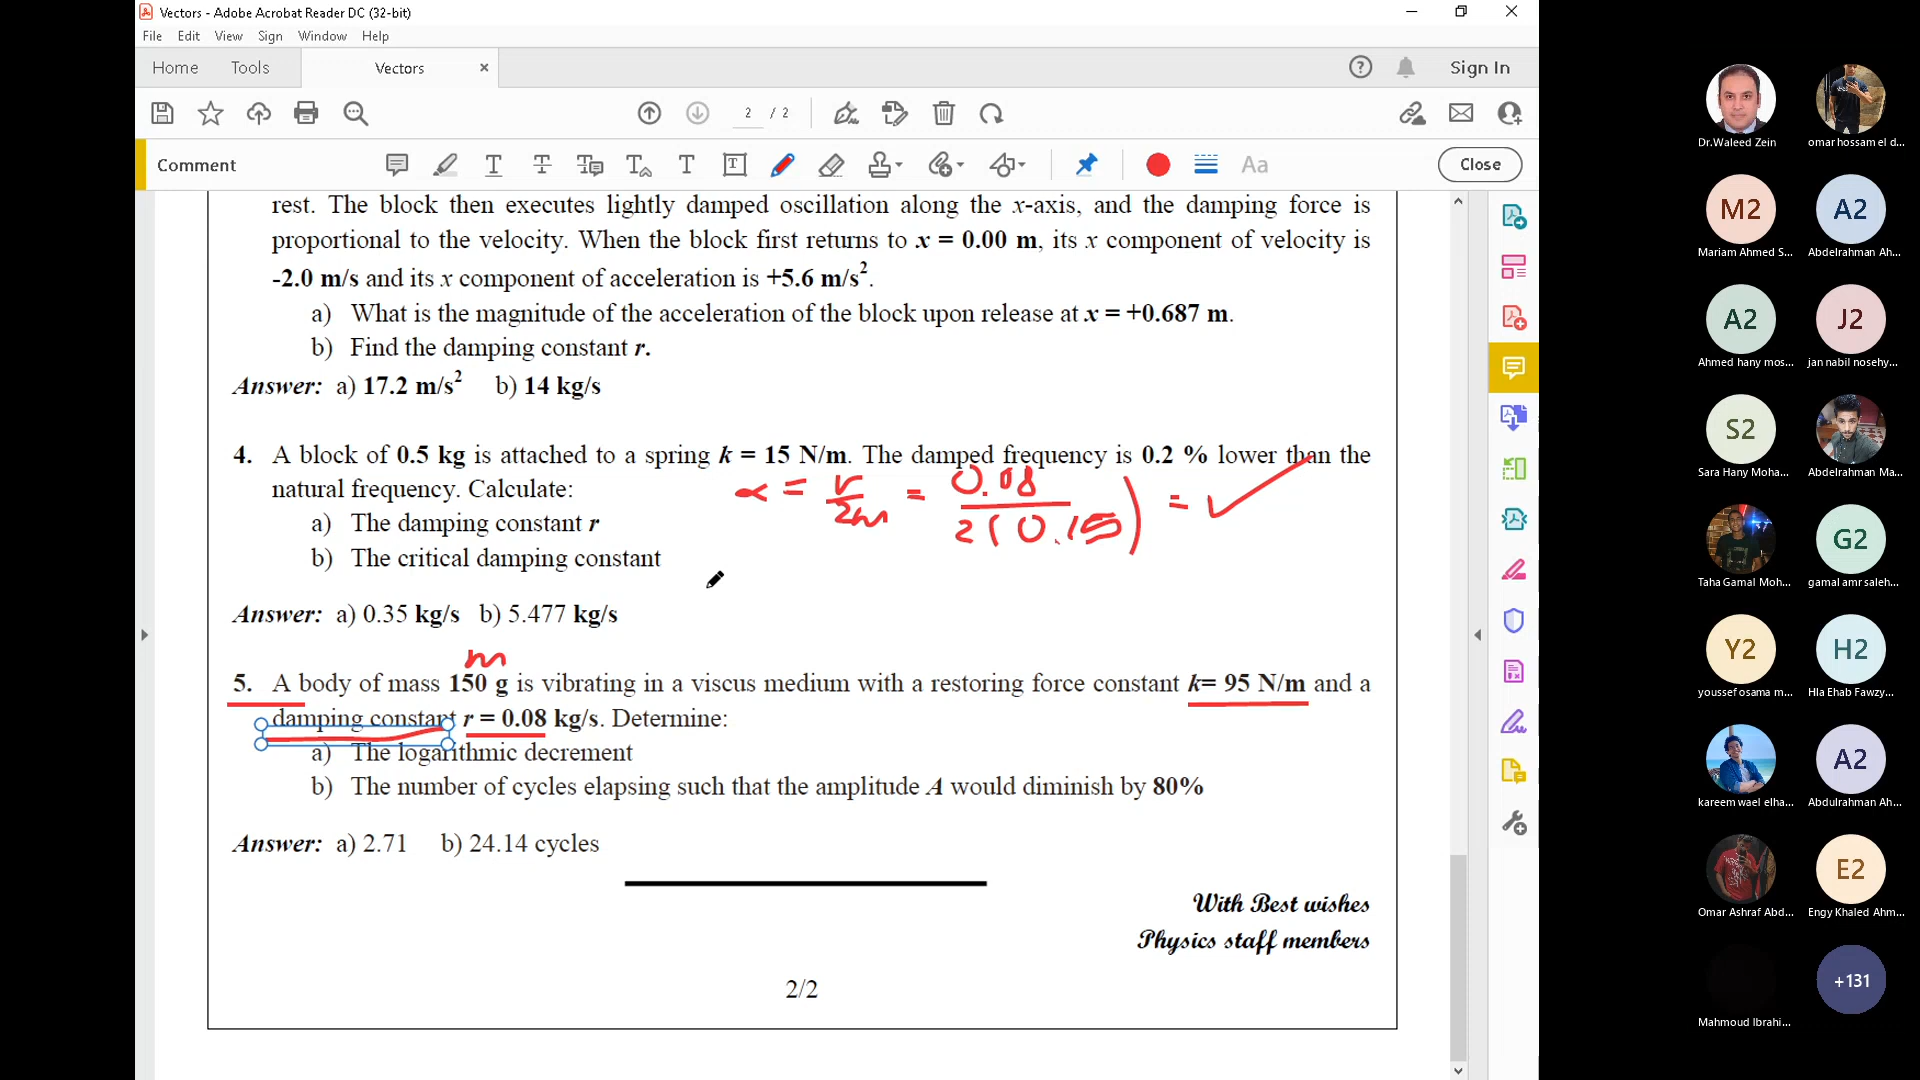 Vectors - Adobe Acrobat Reader DC (32-bit)
File Edit View Sign Window Help
Home Tools Vectors × Sign In
2 / 2
Comment Aa Close
rest. The block then executes lightly damped oscillation along the x-axis, and the damping force is
proportional to the velocity. When the block first returns to x = 0.00 m, its x component of velocity is
-2.0 m/s and its x component of acceleration is +5.6 m/s².
a) What is the magnitude of the acceleration of the block upon release at x = +0.687 m.
b) Find the damping constant r.
Answer: a) 17.2 m/s² b) 14 kg/s
4. A block of 0.5 kg is attached to a spring k = 15 N/m. The damped frequency is 0.2 % lower than the
natural frequency. Calculate:
α = r/2m = 0.08/2(0.15) = ✓
a) The damping constant r
b) The critical damping constant
Answer: a) 0.35 kg/s b) 5.477 kg/s
m
5. A body of mass 150 g is vibrating in a viscus medium with a restoring force constant k= 95 N/m and a
damping constant r = 0.08 kg/s. Determine:
a) The logarithmic decrement
b) The number of cycles elapsing such that the amplitude A would diminish by 80%
Answer: a) 2.71 b) 24.14 cycles
With Best wishes
Physics staff members
2/2
Dr.Waleed Zein
omar hossam el d...
M2 A2
Mariam Ahmed S... Abdelrahman Ah...
A2 J2
Ahmed hany mos... jan nabil nosehy...
S2
Sara Hany Moha... Abdelrahman Ma...
G2
Taha Gamal Moh... gamal amr saleh...
Y2 H2
youssef osama m... Hla Ehab Fawzy...
A2
kareem wael elha... Abdulrahman Ah...
E2
Omar Ashraf Abd... Engy Khaled Ahm...
+131
Mahmoud Ibrahi...